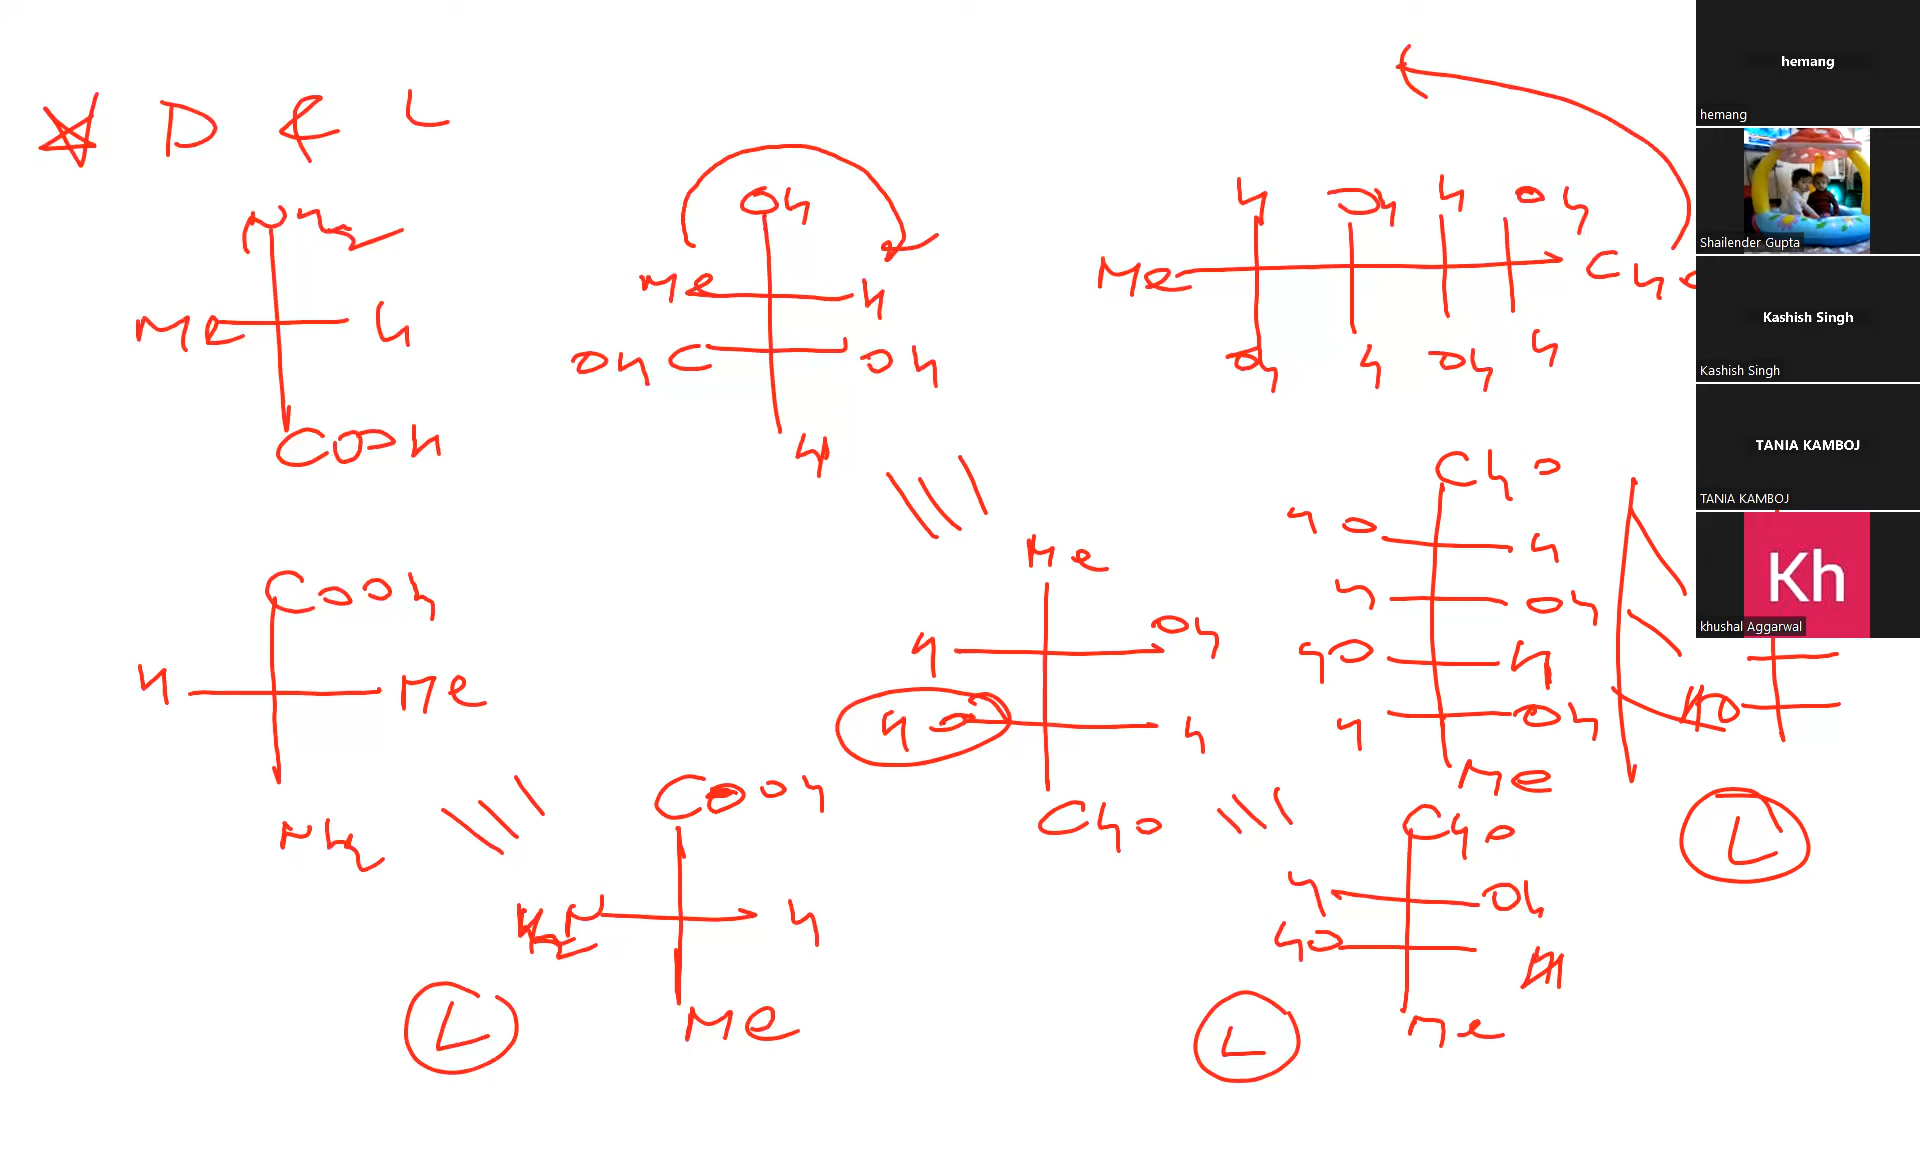 D & L
NH2
Me H
COOH
OH
Me H
OHC OH
H
H OH H OH
Me CHO
OH H OH H
COOH
H Me
NH2
COOH
H2N H
Me
L
Me
H OH
HO H
CHO
CHO
H OH
HO H
Me
L
CHO
HO H
H OH
HO H
H OH
Me
HO
L
hemang
hemang
Shailender Gupta
Kashish Singh
Kashish Singh
TANIA KAMBOJ
TANIA KAMBOJ
Kh
khushal Aggarwal